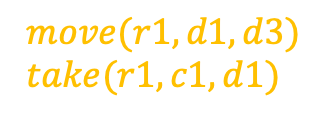 move(r1, d1, d3)
take(r1, c1, d1)